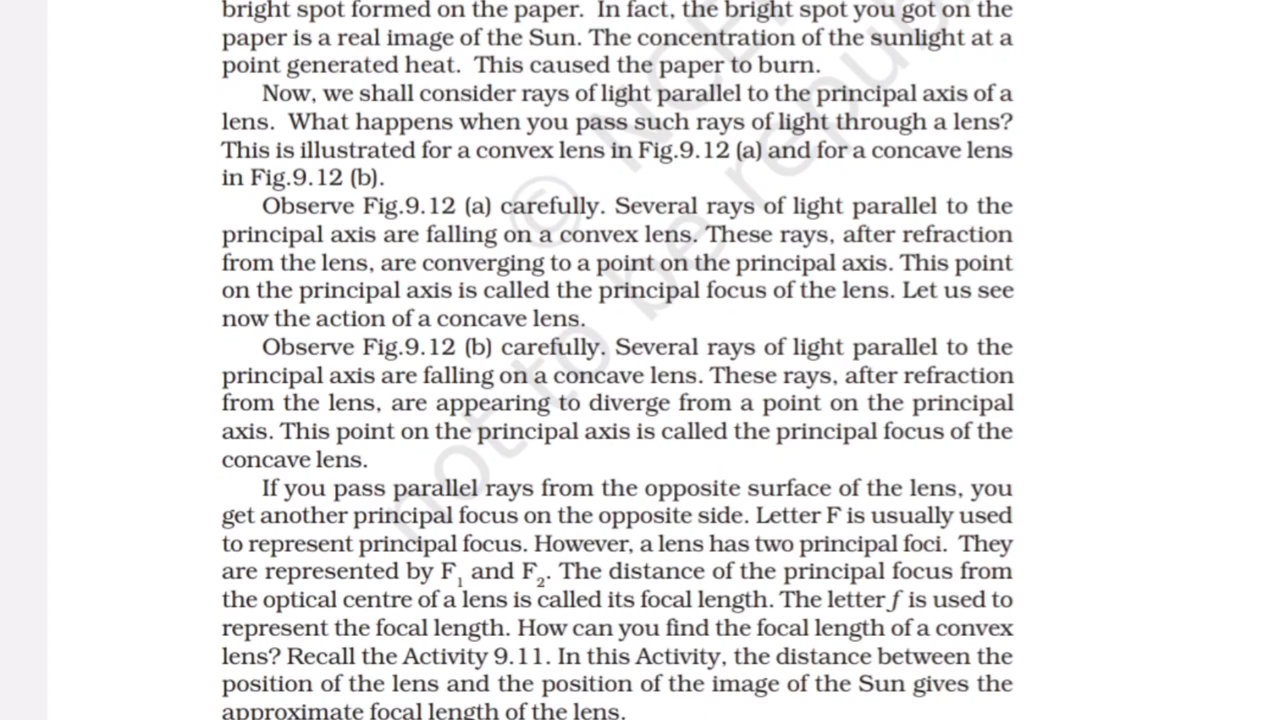 bright spot formed on the paper. In fact, the bright spot you got on the
paper is a real image of the Sun. The concentration of the sunlight at a
point generated heat. This caused the paper to burn.
Now, we shall consider rays of light parallel to the principal axis of a
lens. What happens when you pass such rays of light through a lens?
This is illustrated for a convex lens in Fig.9.12 (a) and for a concave lens
in Fig.9.12 (b).
Observe Fig.9.12 (a) carefully. Several rays of light parallel to the
principal axis are falling on a convex lens. These rays, after refraction
from the lens, are converging to a point on the principal axis. This point
on the principal axis is called the principal focus of the lens. Let us see
now the action of a concave lens.
Observe Fig.9.12 (b) carefully. Several rays of light parallel to the
principal axis are falling on a concave lens. These rays, after refraction
from the lens, are appearing to diverge from a point on the principal
axis. This point on the principal axis is called the principal focus of the
concave lens.
If you pass parallel rays from the opposite surface of the lens, you
get another principal focus on the opposite side. Letter F is usually used
to represent principal focus. However, a lens has two principal foci. They
are represented by F₁ and F₂. The distance of the principal focus from
the optical centre of a lens is called its focal length. The letter f is used to
represent the focal length. How can you find the focal length of a convex
lens? Recall the Activity 9.11. In this Activity, the distance between the
position of the lens and the position of the image of the Sun gives the
approximate focal length of the lens.
© NCE
not to be repub